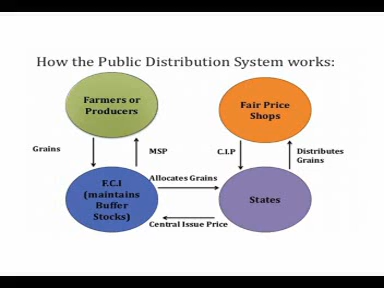 How the Public Distribution System works:
Farmers or
Producers
Fair Price
Shops
Grains
MSP
C.I.P
Distributes
Grains
F.C.I
(maintains
Buffer
Stocks)
Allocates Grains
States
Central Issue Price